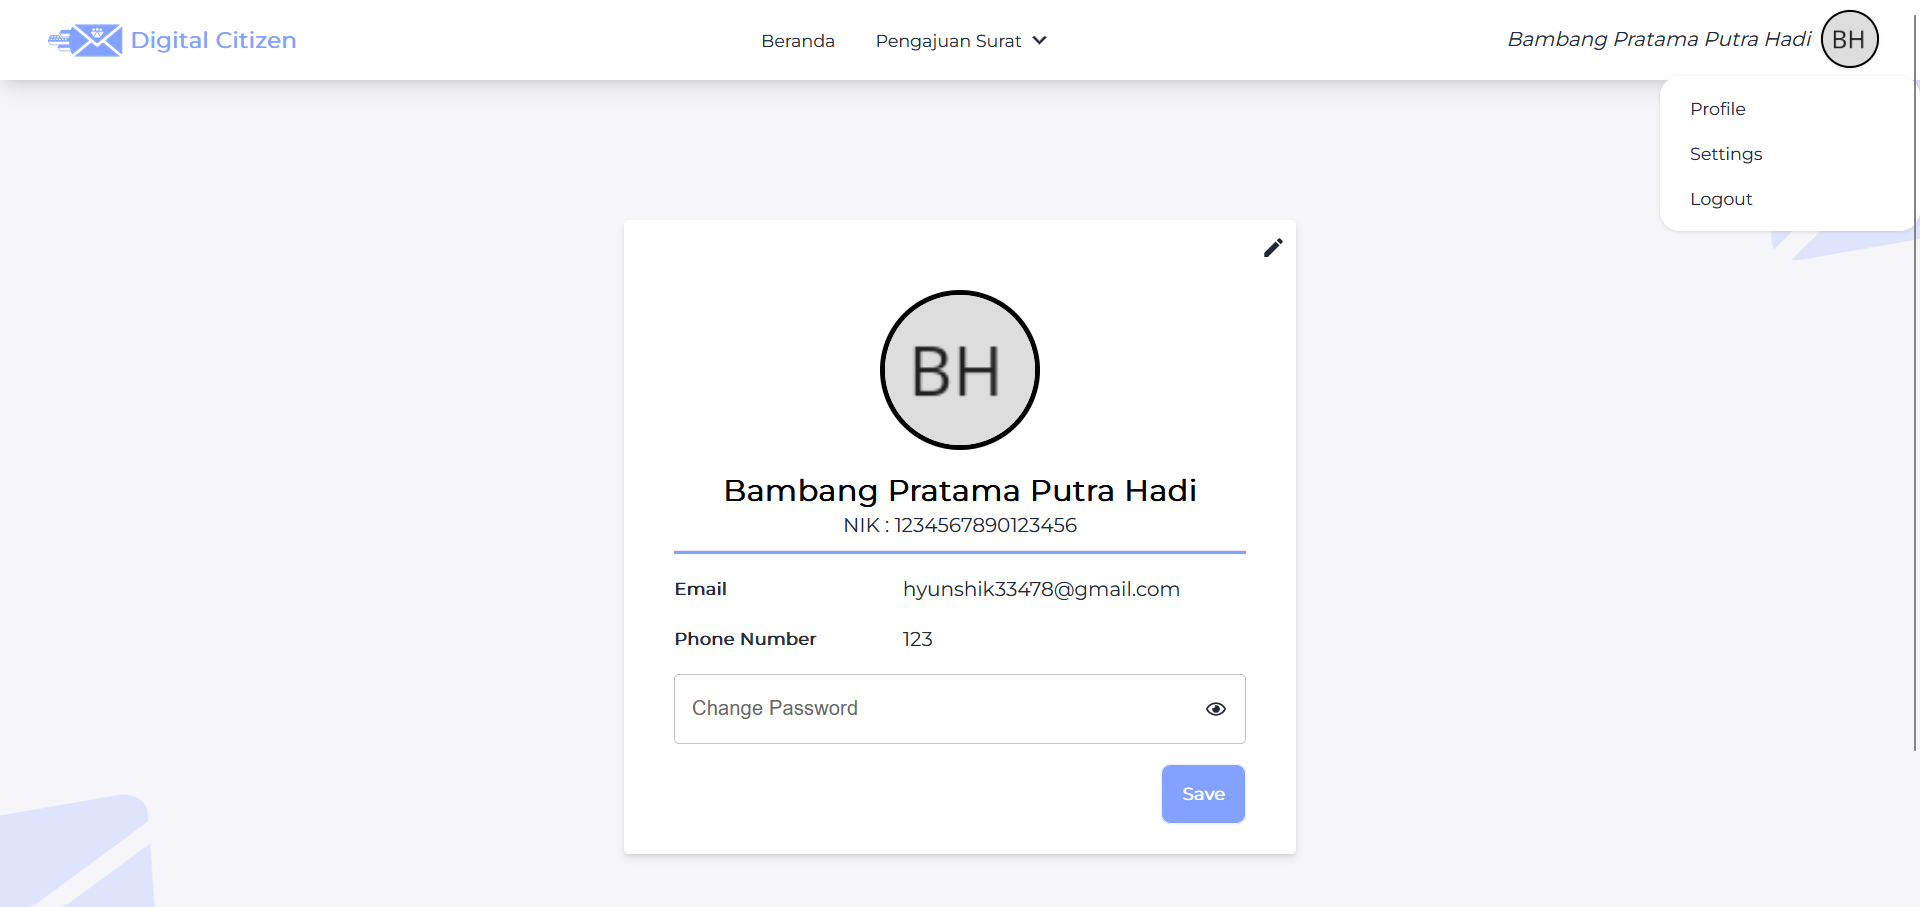 Digital Citizen
Beranda
Pengajuan Surat
Bambang Pratama Putra Hadi
BH
Profile
Settings
Logout
BH
Bambang Pratama Putra Hadi
NIK : 1234567890123456
Email hyunshik33478@gmail.com
Phone Number 123
Change Password
Save